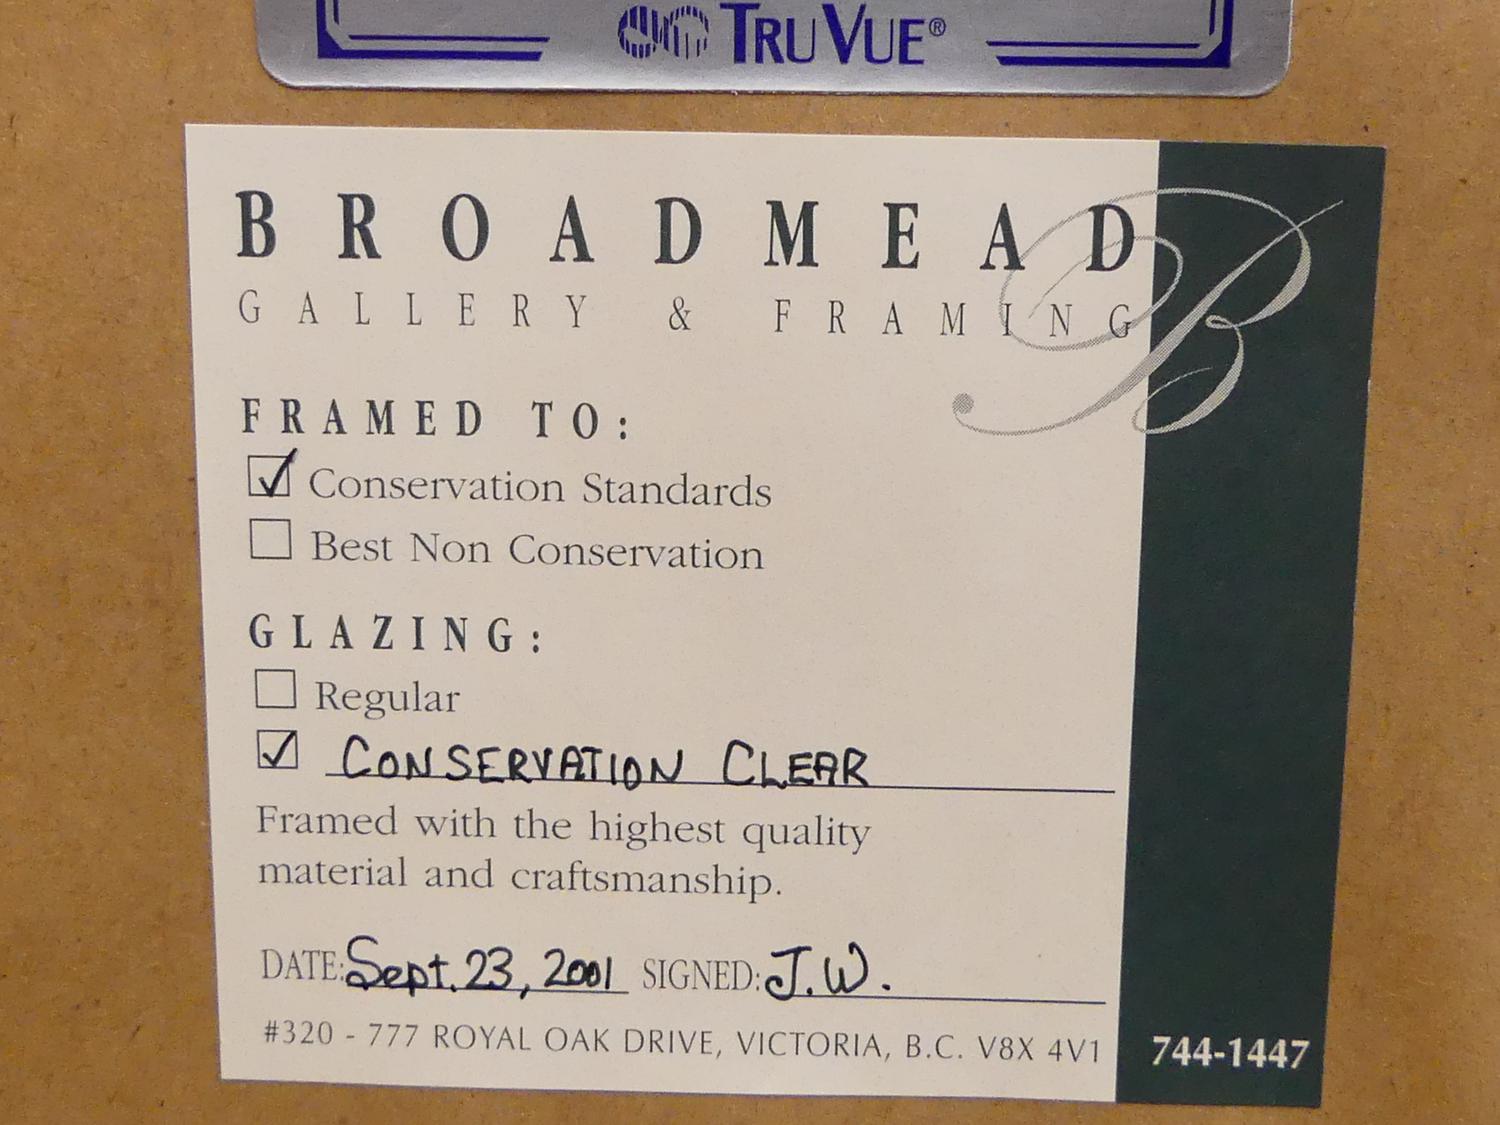 TRU VUE®
BROADMEAD
GALLERY & FRAMING
FRAMED TO:
Conservation Standards
Best Non Conservation
GLAZING:
Regular
CONSERVATION CLEAR
Framed with the highest quality
material and craftsmanship.
DATE: Sept. 23, 2001 SIGNED: J.W.
#320 - 777 ROYAL OAK DRIVE, VICTORIA, B.C. V8X 4V1 744-1447